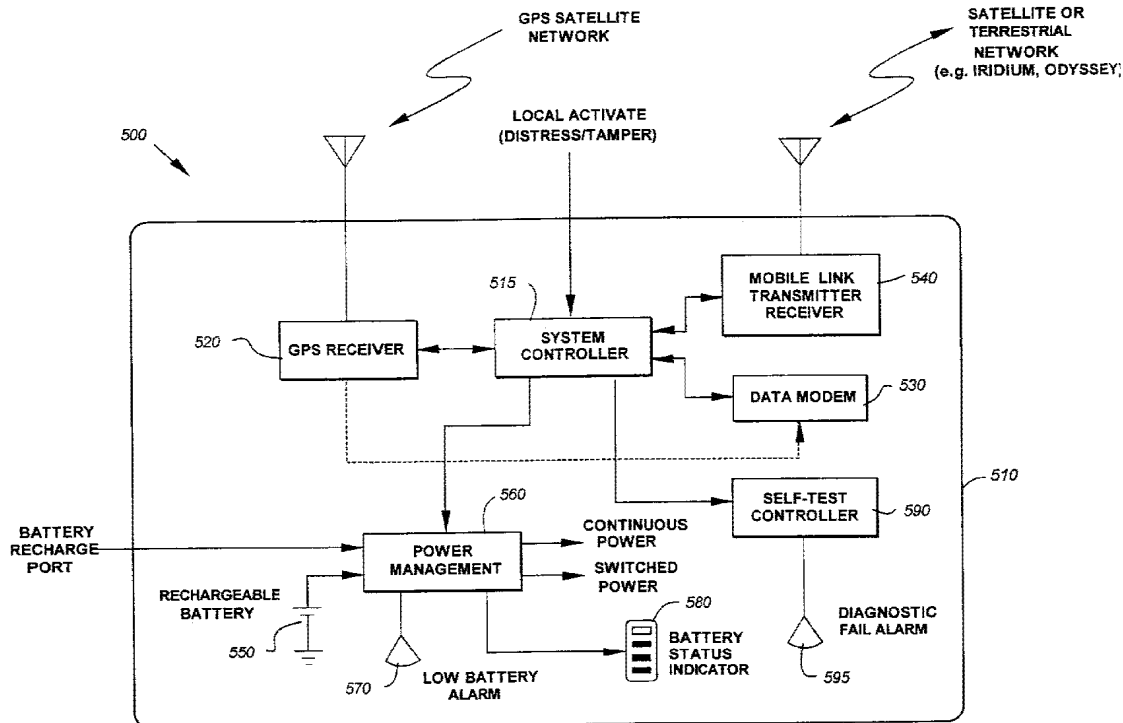 GPS SATELLITE
NETWORK
SATELLITE OR
TERRESTRIAL
NETWORK
(e.g. IRIDIUM, ODYSSEY)
LOCAL ACTIVATE
(DISTRESS/TAMPER)
500
515
540
MOBILE LINK
TRANSMITTER
RECEIVER
520
GPS RECEIVER
SYSTEM
CONTROLLER
DATA MODEM
530
510
SELF-TEST
CONTROLLER
590
560
BATTERY
RECHARGE
PORT
POWER
MANAGEMENT
CONTINUOUS
POWER
SWITCHED
POWER
RECHARGEABLE
BATTERY
550
580
BATTERY
STATUS
INDICATOR
DIAGNOSTIC
FAIL ALARM
570
LOW BATTERY
ALARM
595